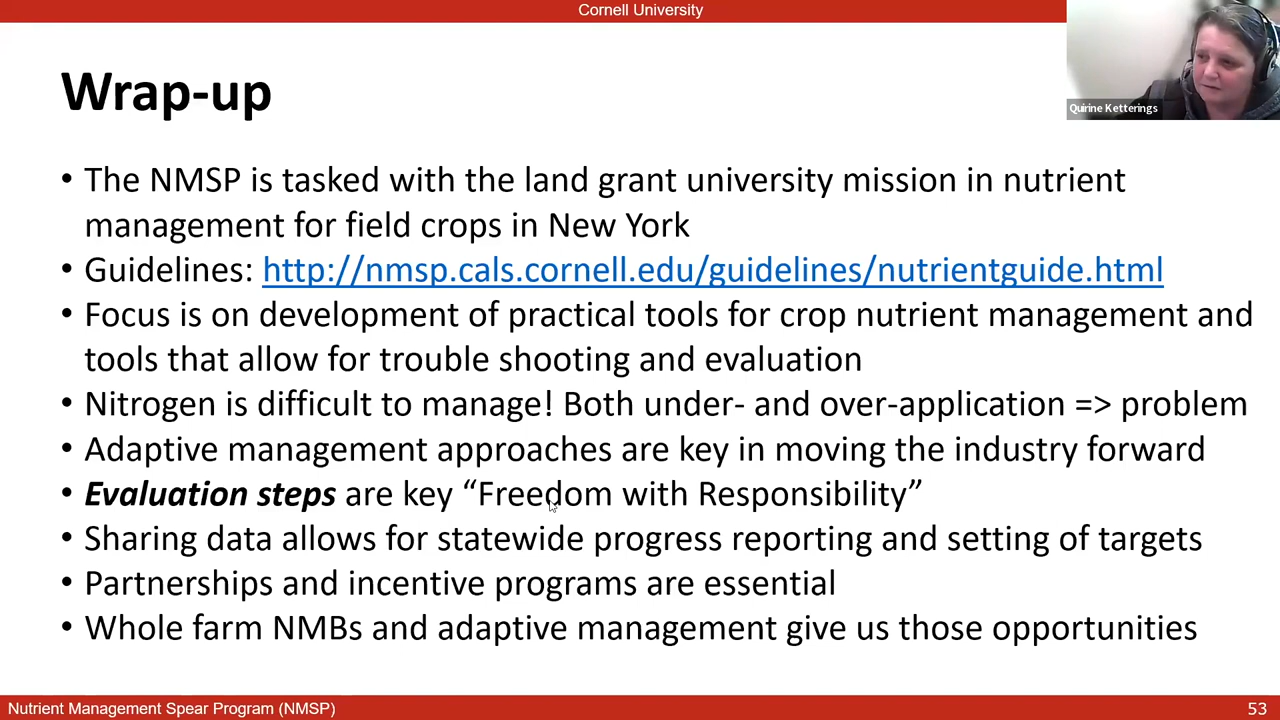 Cornell University
Quirine Ketterings
Wrap-up
• The NMSP is tasked with the land grant university mission in nutrient
management for field crops in New York
• Guidelines: http://nmsp.cals.cornell.edu/guidelines/nutrientguide.html
• Focus is on development of practical tools for crop nutrient management and
tools that allow for trouble shooting and evaluation
• Nitrogen is difficult to manage! Both under- and over-application => problem
• Adaptive management approaches are key in moving the industry forward
• Evaluation steps are key “Freedom with Responsibility”
• Sharing data allows for statewide progress reporting and setting of targets
• Partnerships and incentive programs are essential
• Whole farm NMBs and adaptive management give us those opportunities
Nutrient Management Spear Program (NMSP)
53